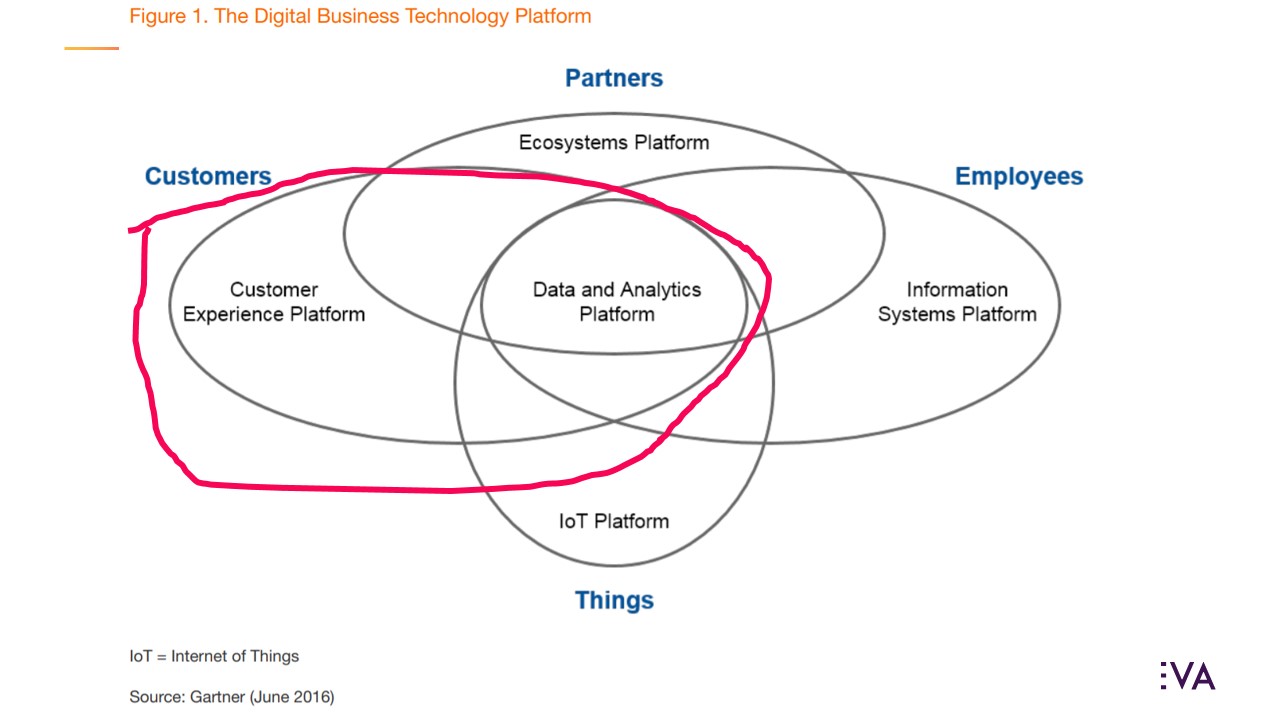 Figure 1. The Digital Business Technology Platform
Partners
Ecosystems Platform
Customers
Employees
Customer
Experience Platform
Data and Analytics
Platform
Information
Systems Platform
IoT Platform
Things
IoT = Internet of Things
Source: Gartner (June 2016)
EVA